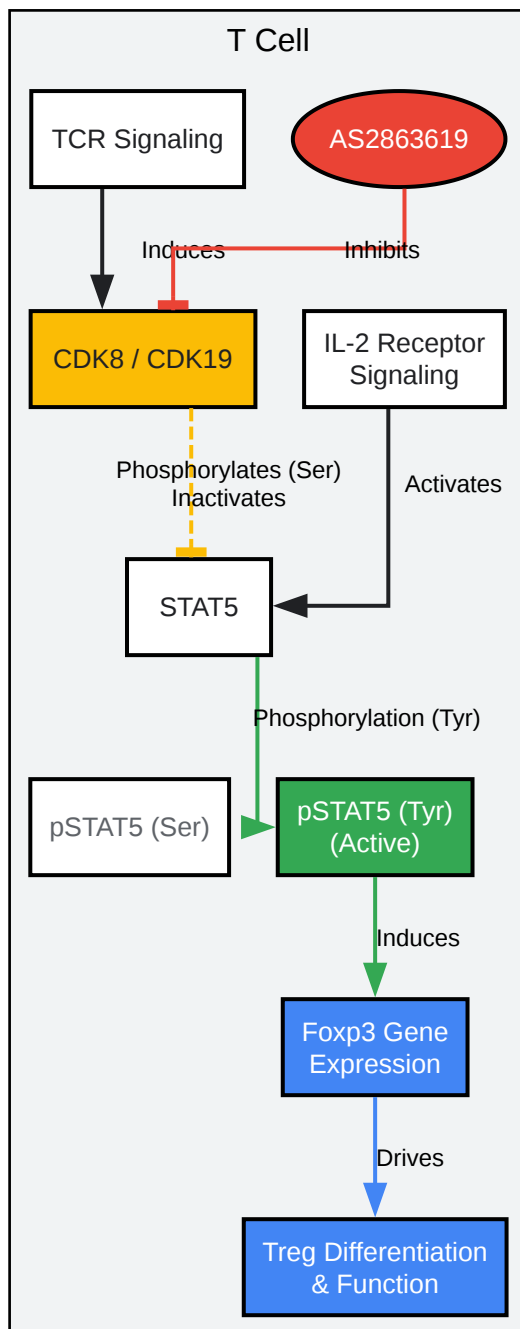 T Cell
TCR Signaling
AS2863619
Induces
Inhibits
CDK8 / CDK19
IL-2 Receptor
Signaling
Phosphorylates (Ser)
Inactivates
Activates
STAT5
Phosphorylation (Tyr)
pSTAT5 (Ser)
pSTAT5 (Tyr)
(Active)
Induces
Foxp3 Gene
Expression
Drives
Treg Differentiation
& Function